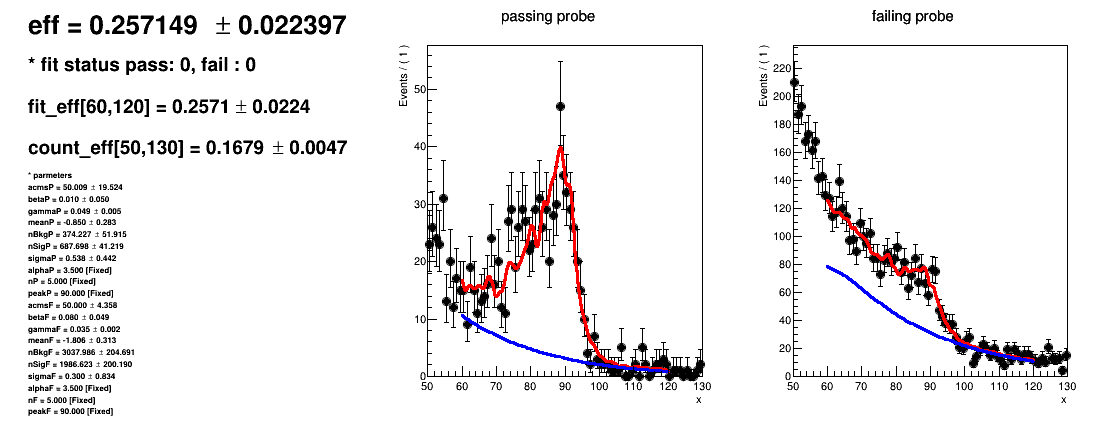 eff = 0.257149 ± 0.022397
* fit status pass: 0, fail : 0
fit_eff[60,120] = 0.2571 ± 0.0224
count_eff[50,130] = 0.1679 ± 0.0047
* parmeters
acmsP = 50.009 ± 19.524
betaP = 0.010 ± 0.050
gammaP = 0.049 ± 0.005
meanP = -0.850 ± 0.283
nBkgP = 374.227 ± 51.915
nSigP = 687.698 ± 41.219
sigmaP = 0.538 ± 0.442
alphaP = 3.500 [Fixed]
nP = 5.000 [Fixed]
peakP = 90.000 [Fixed]
acmsF = 50.000 ± 4.358
betaF = 0.080 ± 0.049
gammaF = 0.035 ± 0.002
meanF = -1.806 ± 0.313
nBkgF = 3037.986 ± 204.691
nSigF = 1986.623 ± 200.190
sigmaF = 0.300 ± 0.834
alphaF = 3.500 [Fixed]
nF = 5.000 [Fixed]
peakF = 90.000 [Fixed]
passing probe
Events / ( 1 )
50
40
30
20
10
0
50 60 70 80 90 100 110 120 130
x
failing probe
Events / ( 1 )
220
200
180
160
140
120
100
80
60
40
20
0
50 60 70 80 90 100 110 120 130
x